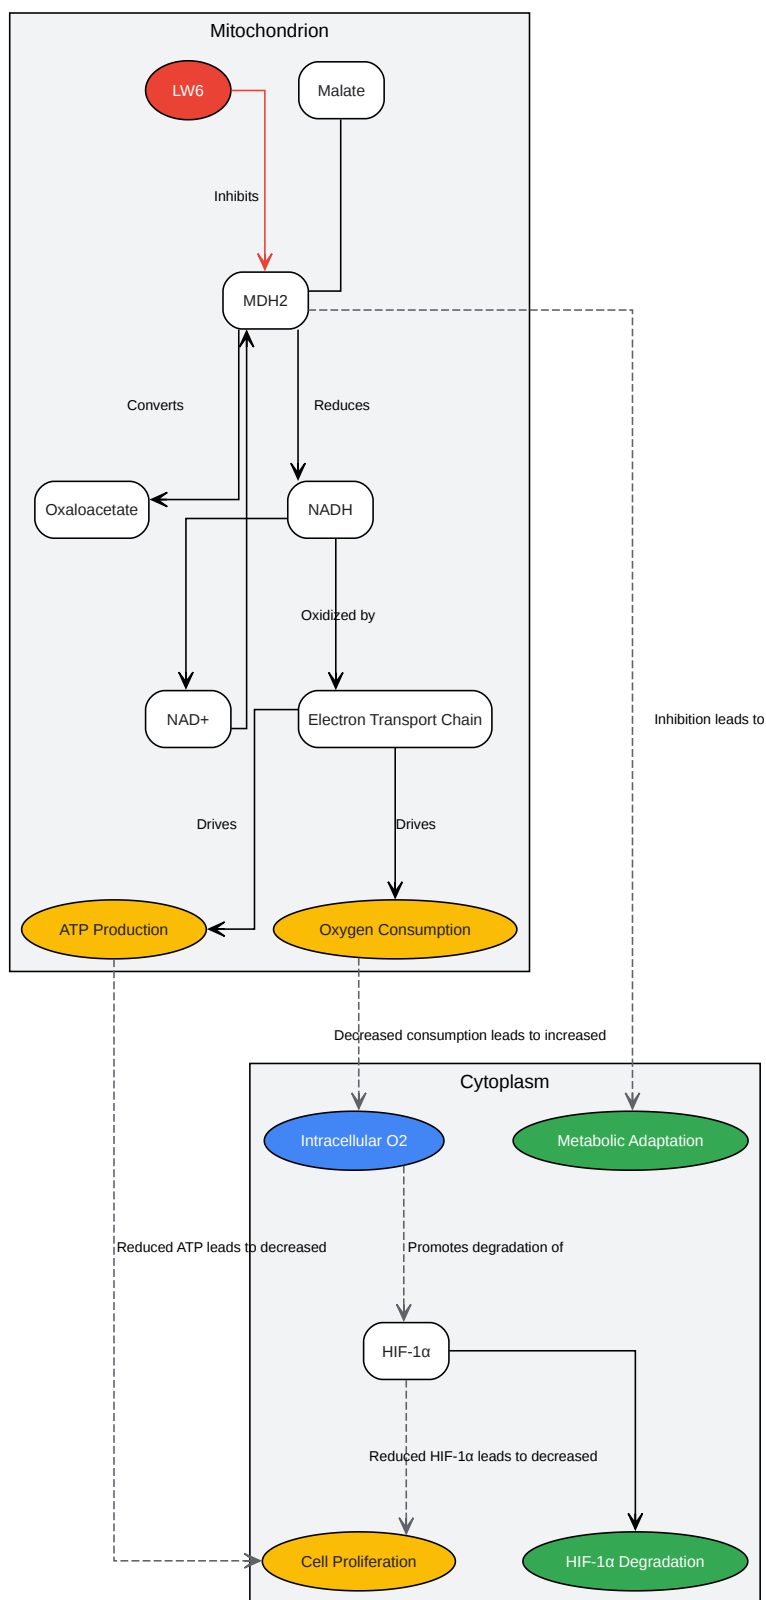 Mitochondrion
LW6
Malate
Inhibits
MDH2
Converts
Reduces
Oxaloacetate
NADH
Oxidized by
NAD+
Electron Transport Chain
Inhibition leads to
Drives
Drives
ATP Production
Oxygen Consumption
Decreased consumption leads to increased
Cytoplasm
Intracellular O2
Metabolic Adaptation
Reduced ATP leads to decreased
Promotes degradation of
HIF-1α
Reduced HIF-1α leads to decreased
Cell Proliferation
HIF-1α Degradation